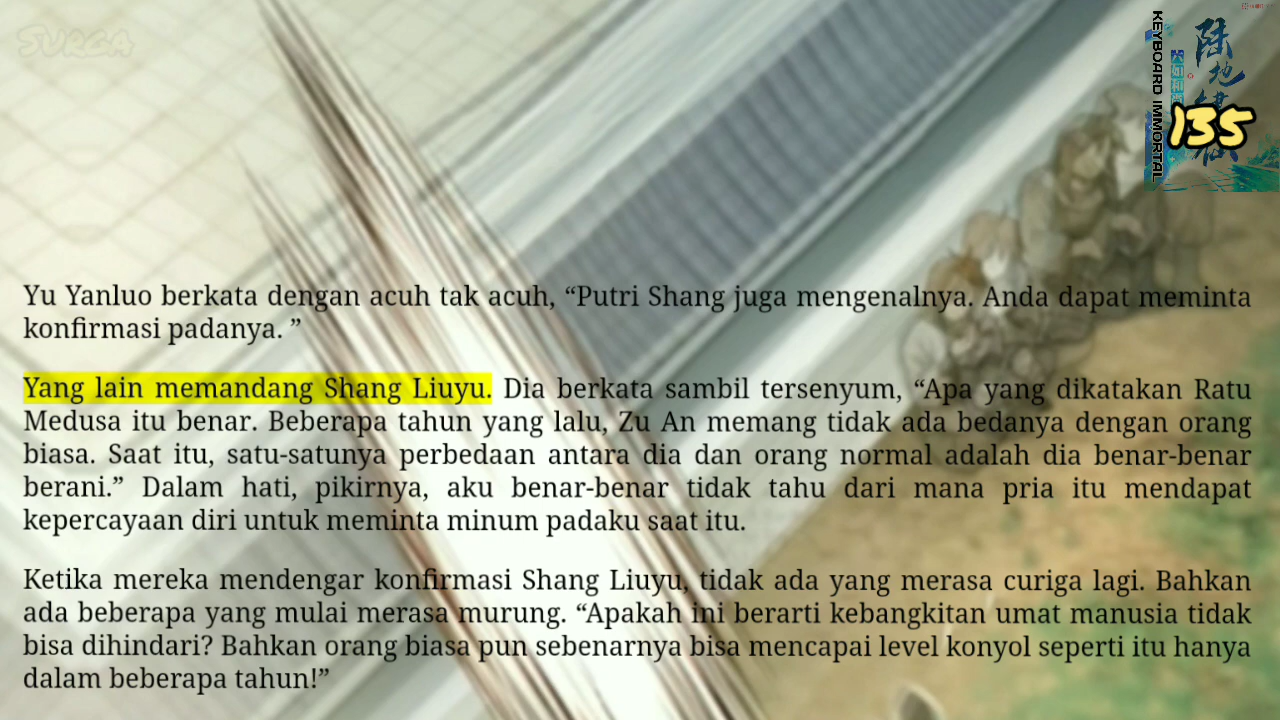 SURGA
KEYBOARD IMMORTAL
陆地键仙
135
Yu Yanluo berkata dengan acuh tak acuh, “Putri Shang juga mengenalnya. Anda dapat meminta
konfirmasi padanya. ”
Yang lain memandang Shang Liuyu. Dia berkata sambil tersenyum, “Apa yang dikatakan Ratu
Medusa itu benar. Beberapa tahun yang lalu, Zu An memang tidak ada bedanya dengan orang
biasa. Saat itu, satu-satunya perbedaan antara dia dan orang normal adalah dia benar-benar
berani.” Dalam hati, pikirnya, aku benar-benar tidak tahu dari mana pria itu mendapat
kepercayaan diri untuk meminta minum padaku saat itu.
Ketika mereka mendengar konfirmasi Shang Liuyu, tidak ada yang merasa curiga lagi. Bahkan
ada beberapa yang mulai merasa murung. “Apakah ini berarti kebangkitan umat manusia tidak
bisa dihindari? Bahkan orang biasa pun sebenarnya bisa mencapai level konyol seperti itu hanya
dalam beberapa tahun!”